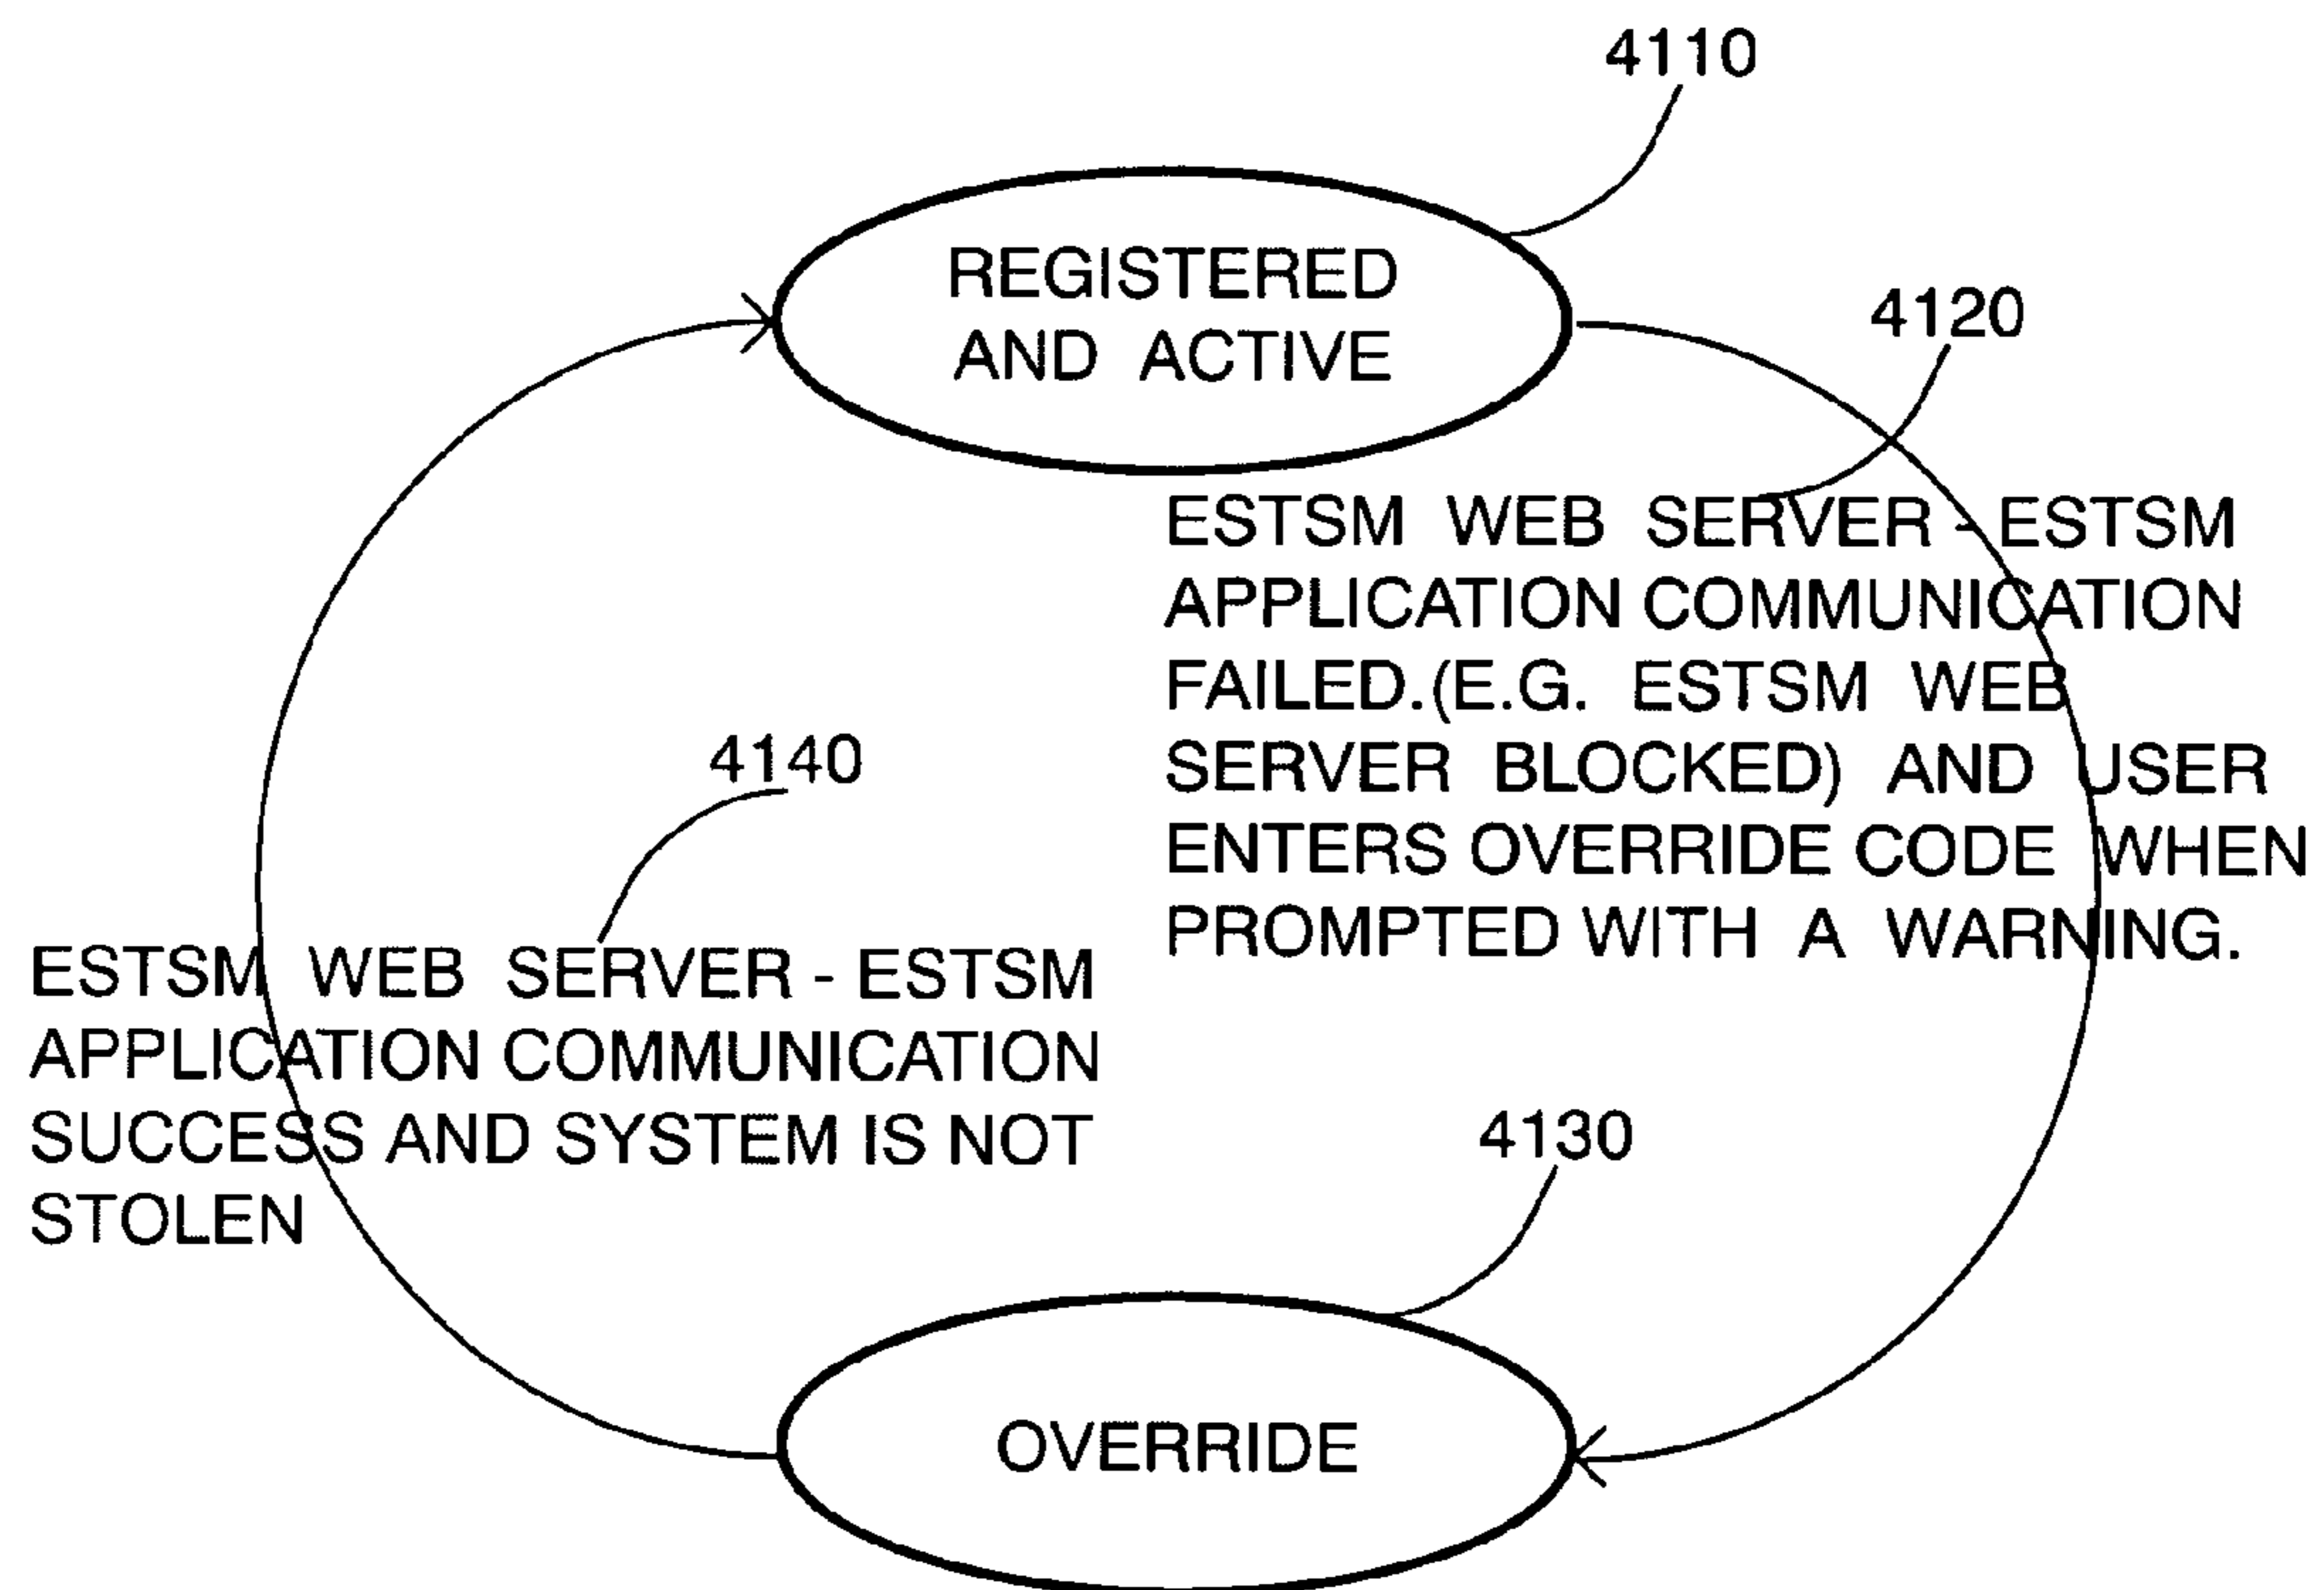 4110
REGISTERED
AND ACTIVE
4120
ESTSM WEB SERVER - ESTSM
APPLICATION COMMUNICATION
FAILED.(E.G. ESTSM WEB
SERVER BLOCKED) AND USER
ENTERS OVERRIDE CODE WHEN
PROMPTED WITH A WARNING.
4140
ESTSM WEB SERVER - ESTSM
APPLICATION COMMUNICATION
SUCCESS AND SYSTEM IS NOT
STOLEN
4130
OVERRIDE